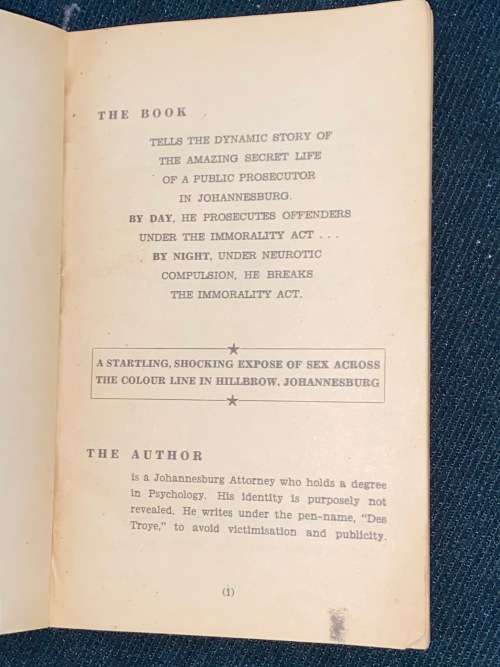 THE BOOK
TELLS THE DYNAMIC STORY OF
THE AMAZING SECRET LIFE
OF A PUBLIC PROSECUTOR
IN JOHANNESBURG.
BY DAY, HE PROSECUTES OFFENDERS
UNDER THE IMMORALITY ACT . . .
BY NIGHT, UNDER NEUROTIC
COMPULSION, HE BREAKS
THE IMMORALITY ACT.
A STARTLING, SHOCKING EXPOSE OF SEX ACROSS
THE COLOUR LINE IN HILLBROW, JOHANNESBURG
THE AUTHOR
is a Johannesburg Attorney who holds a degree
in Psychology. His identity is purposely not
revealed. He writes under the pen-name, "Des
Troye," to avoid victimisation and publicity.
(1)